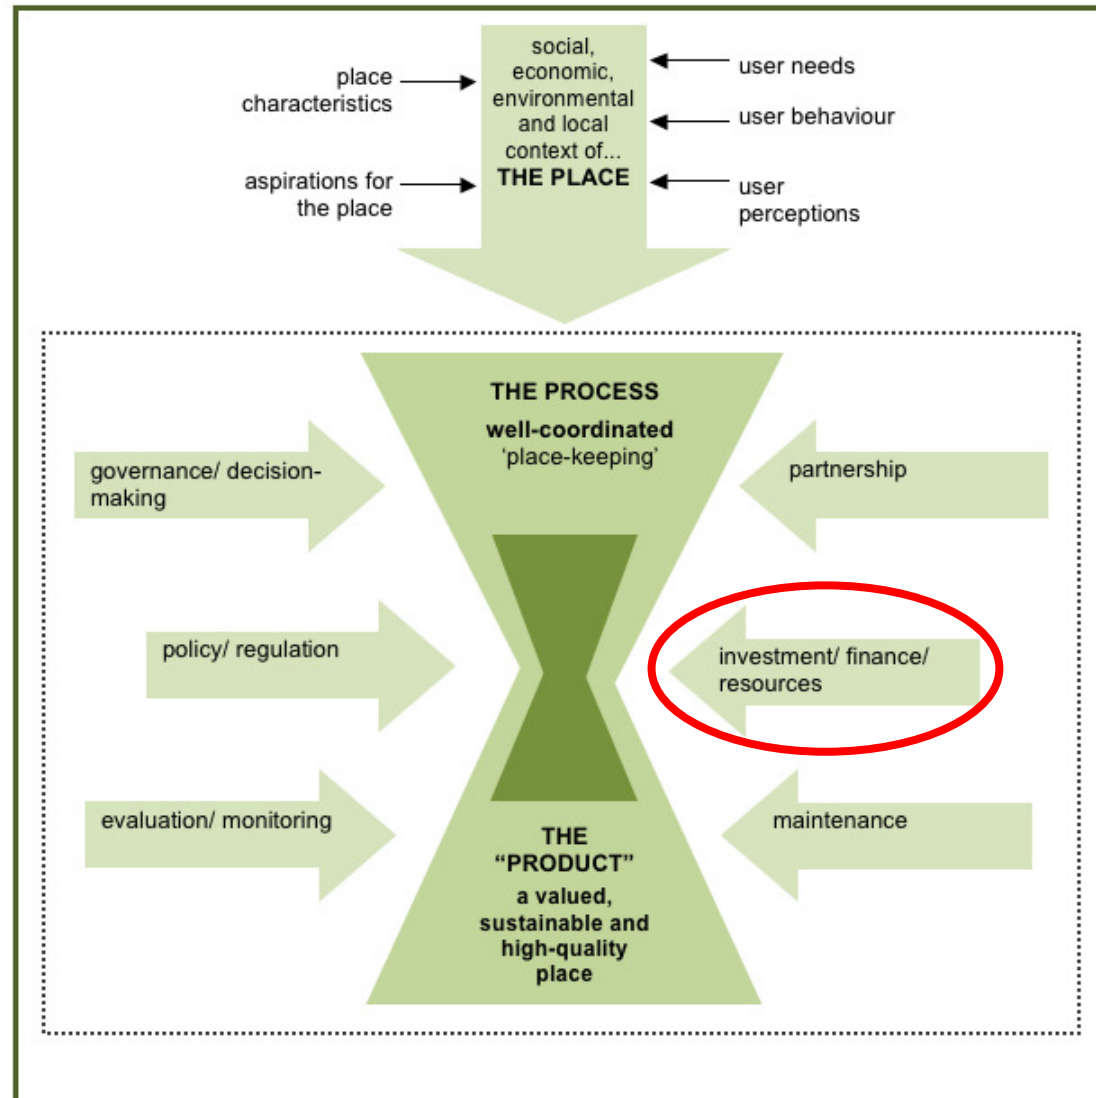 social,
economic,
environmental
and local
context of...
THE PLACE
place
characteristics
aspirations for
the place
user needs
user behaviour
user
perceptions
THE PROCESS
well-coordinated
‘place-keeping’
governance/ decision-
making
partnership
policy/ regulation
investment/ finance/
resources
evaluation/ monitoring
maintenance
THE
“PRODUCT”
a valued,
sustainable and
high-quality
place